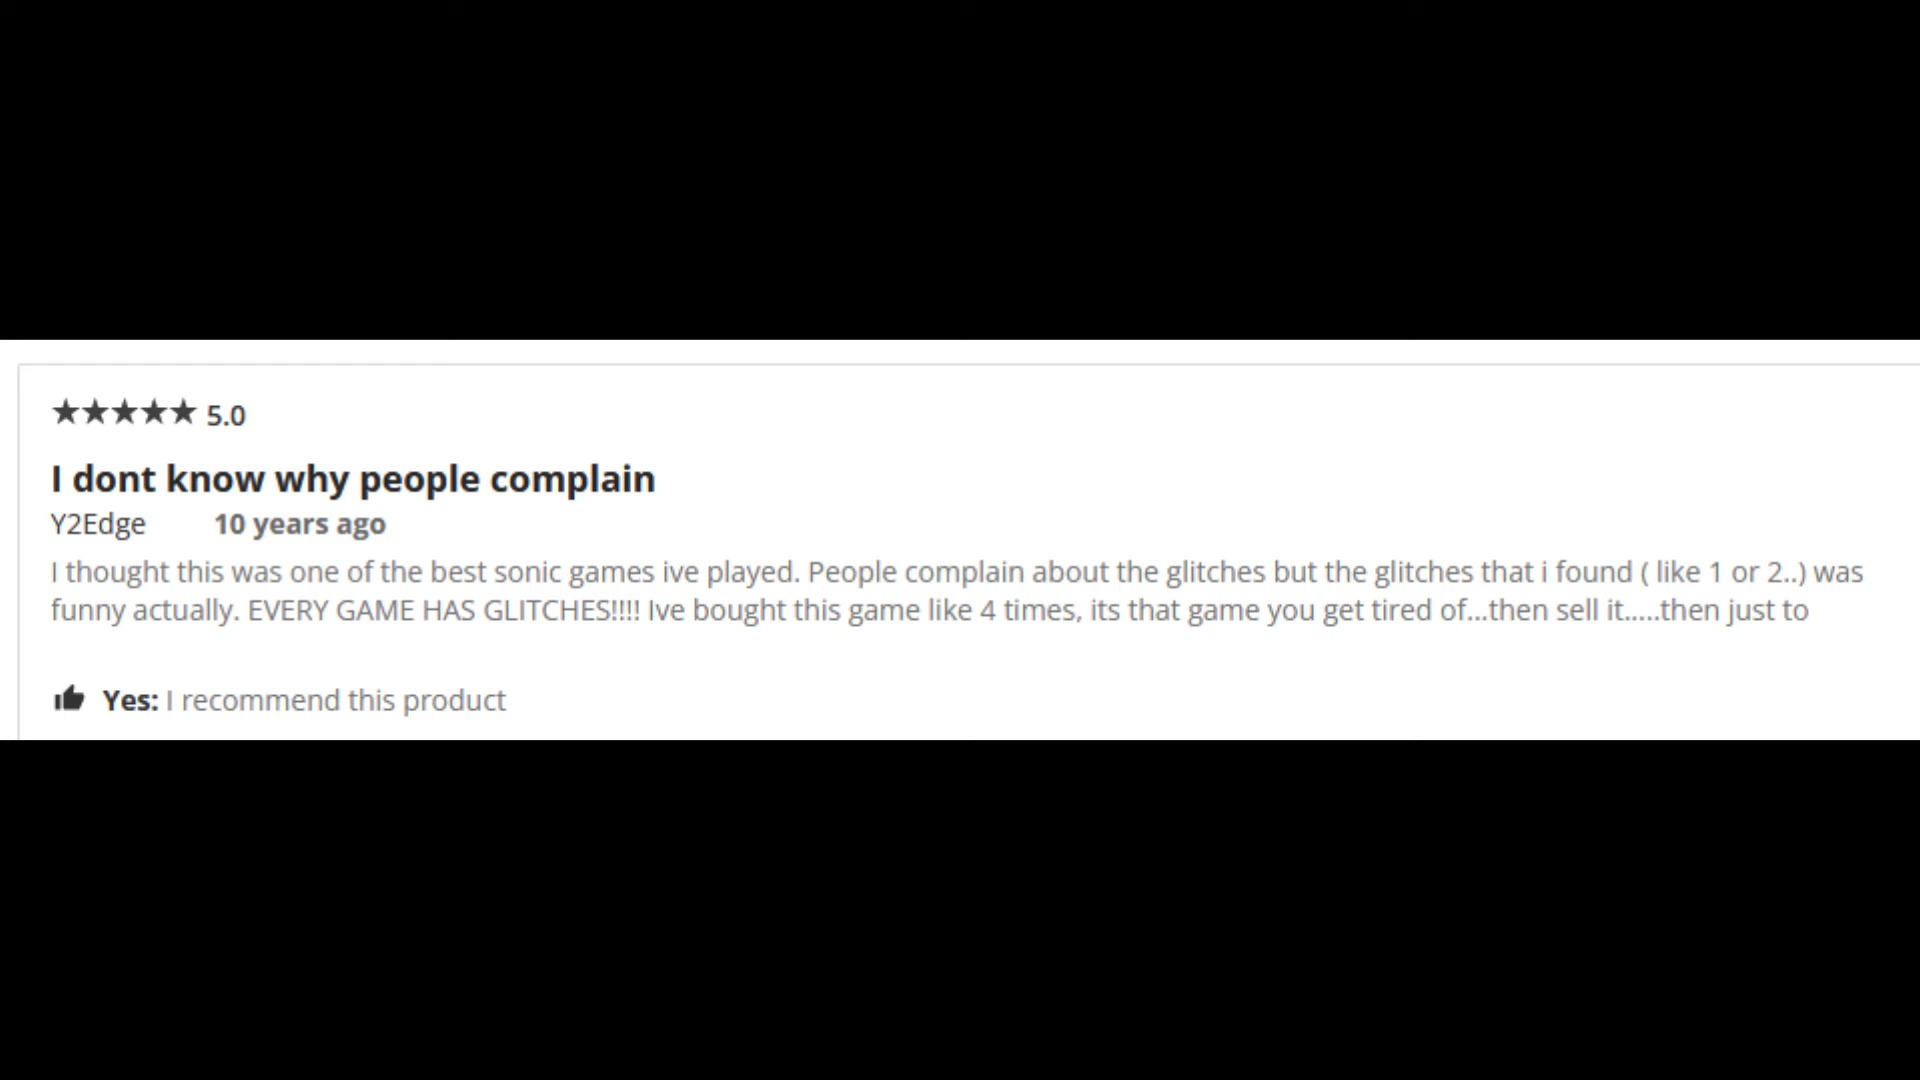 ★★★★★ 5.0
I dont know why people complain
Y2Edge 10 years ago
I thought this was one of the best sonic games ive played. People complain about the glitches but the glitches that i found ( like 1 or 2..) was
funny actually. EVERY GAME HAS GLITCHES!!!! Ive bought this game like 4 times, its that game you get tired of...then sell it.....then just to
Yes: I recommend this product